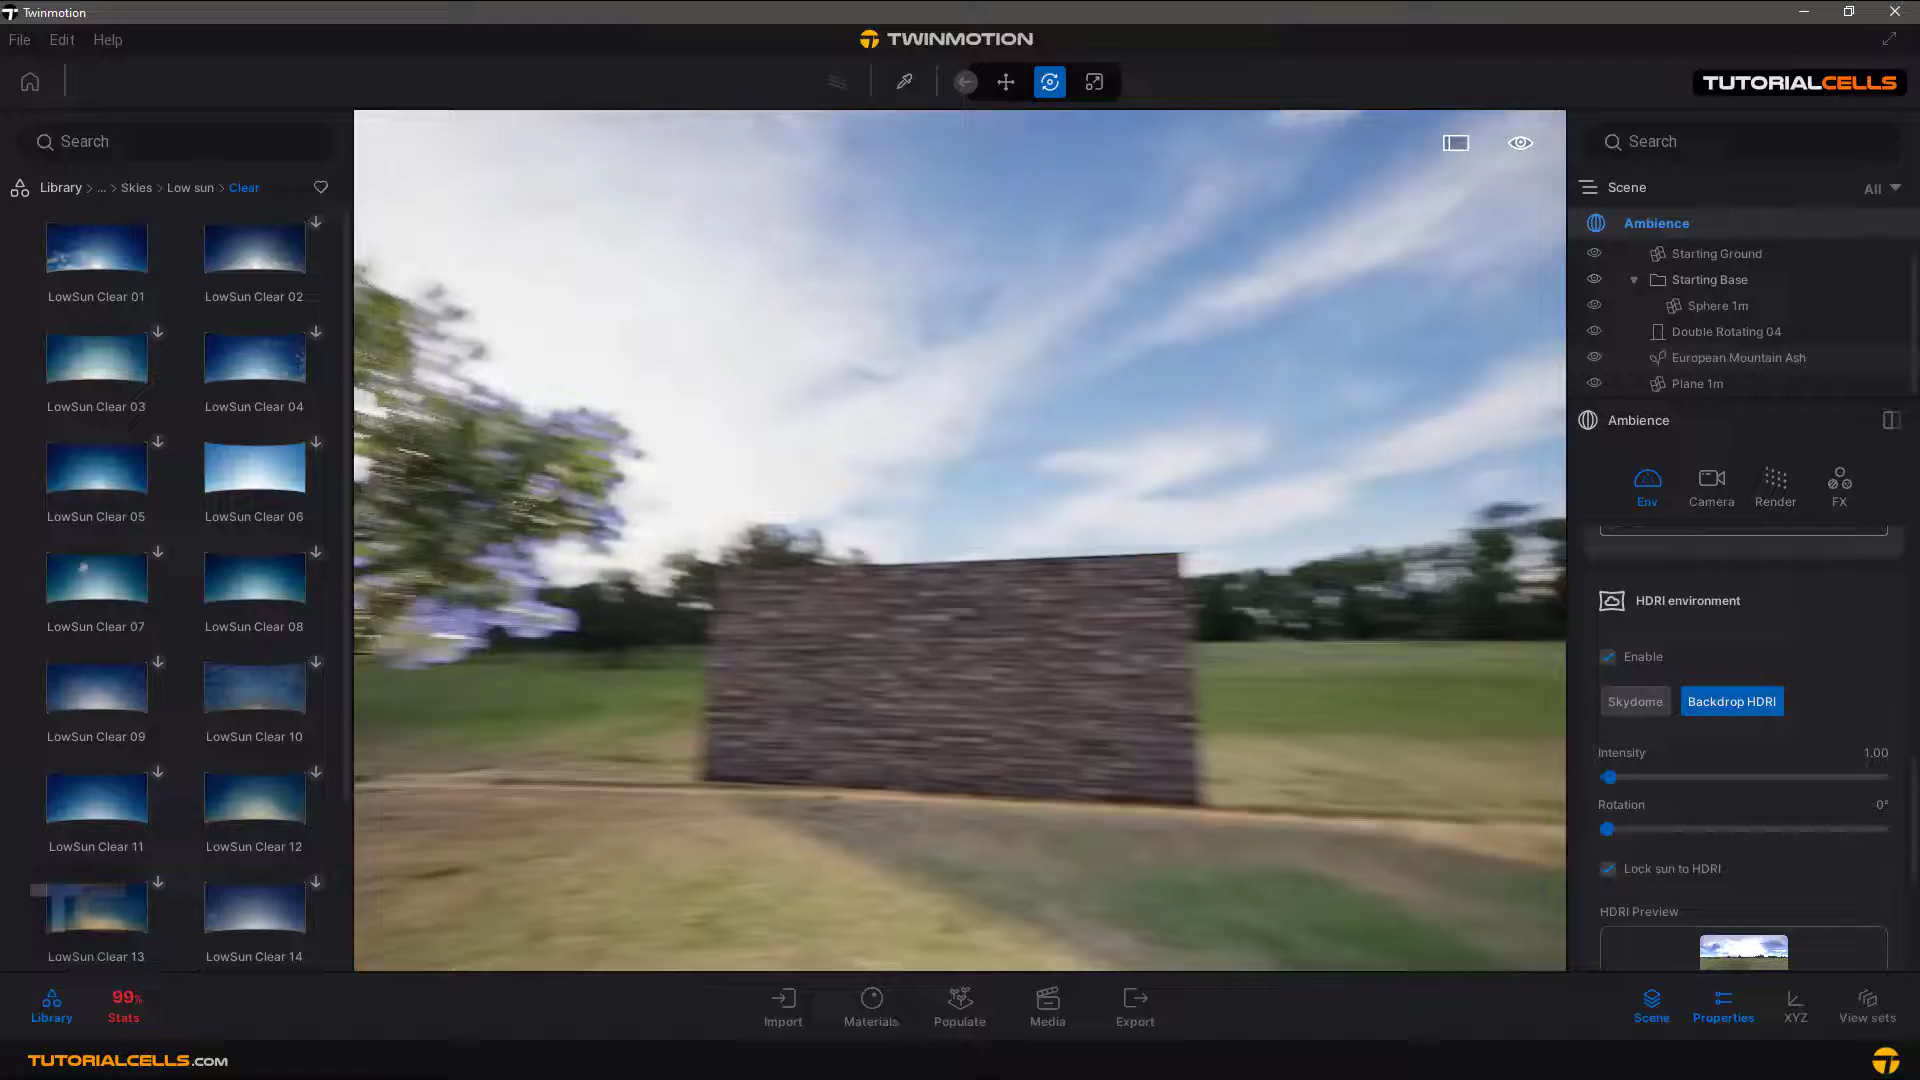 Twinmotion
File Edit Help
TWINMOTION
TUTORIALCELLS
Search
Library > ... > Skies > Low sun > Clear
LowSun Clear 01
LowSun Clear 02
LowSun Clear 03
LowSun Clear 04
LowSun Clear 05
LowSun Clear 06
LowSun Clear 07
LowSun Clear 08
LowSun Clear 09
LowSun Clear 10
LowSun Clear 11
LowSun Clear 12
LowSun Clear 13
LowSun Clear 14
Search
Scene All
Ambience
Starting Ground
Starting Base
Sphere 1m
Double Rotating 04
European Mountain Ash
Plane 1m
Ambience
Env Camera Render FX
HDRI environment
Enable
Skydome Backdrop HDRI
Intensity 1.00
Rotation 0°
Lock sun to HDRI
HDRI Preview
Library
99%
Stats
Import Materials Populate Media Export
Scene Properties XYZ View sets
TUTORIALCELLS.COM